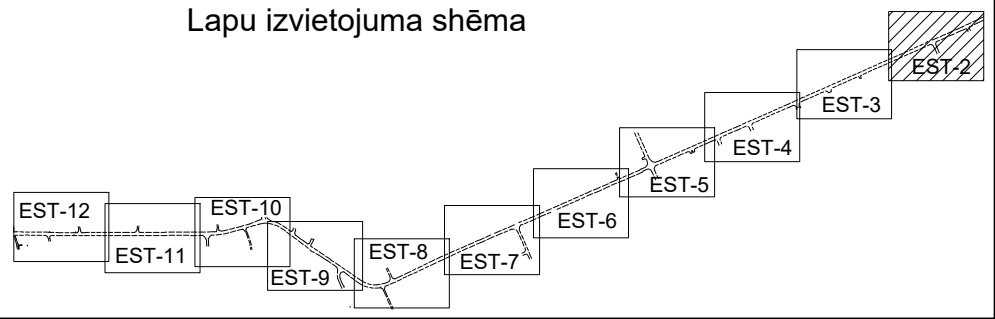 Lapu izvietojuma shēma
EST-2
EST-3
EST-4
EST-5
EST-6
EST-7
EST-8
EST-9
EST-10
EST-11
EST-12